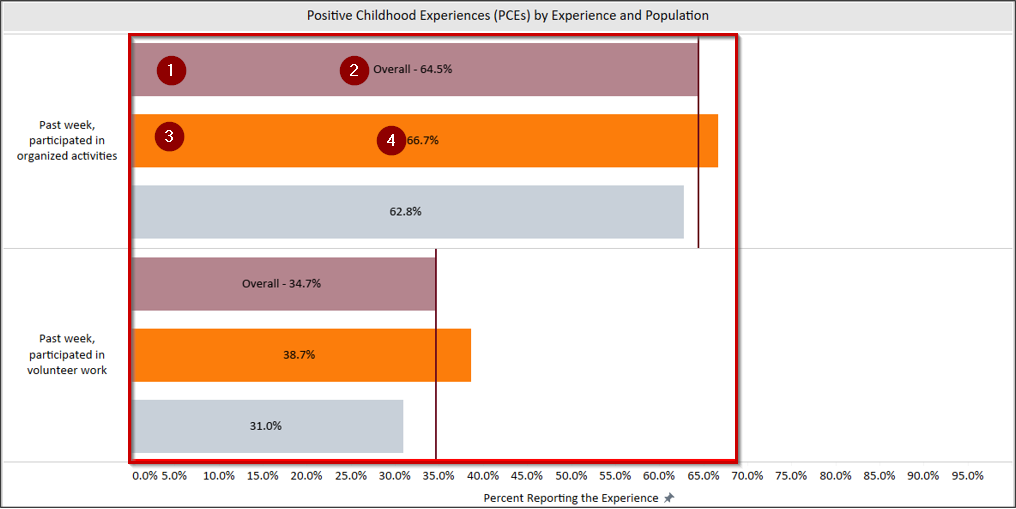 Positive Childhood Experiences (PCEs) by Experience and Population
1
2
Overall - 64.5%
Past week,
participated in
organized activities
3
4
66.7%
62.8%
Overall - 34.7%
Past week,
participated in
volunteer work
38.7%
31.0%
0.0% 5.0% 10.0% 15.0% 20.0% 25.0% 30.0% 35.0% 40.0% 45.0% 50.0% 55.0% 60.0% 65.0% 70.0% 75.0% 80.0% 85.0% 90.0% 95.0%
Percent Reporting the Experience